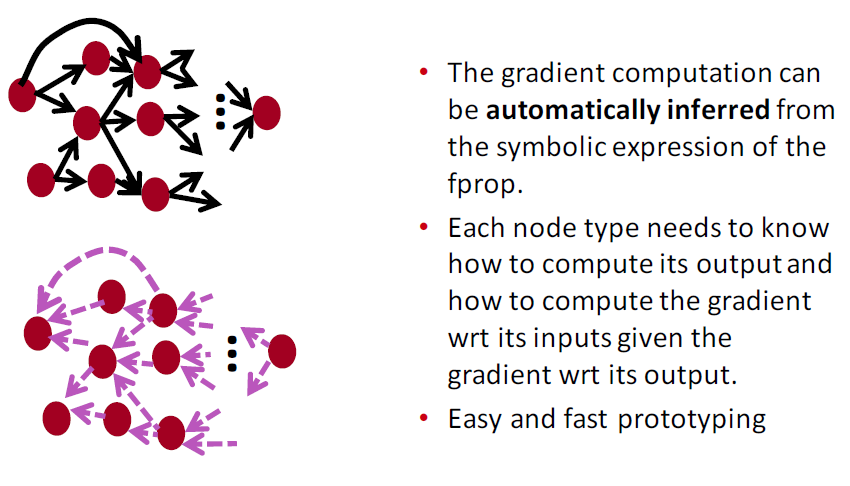 • The gradient computation can
be automatically inferred from
the symbolic expression of the
fprop.
• Each node type needs to know
how to compute its output and
how to compute the gradient
wrt its inputs given the
gradient wrt its output.
• Easy and fast prototyping